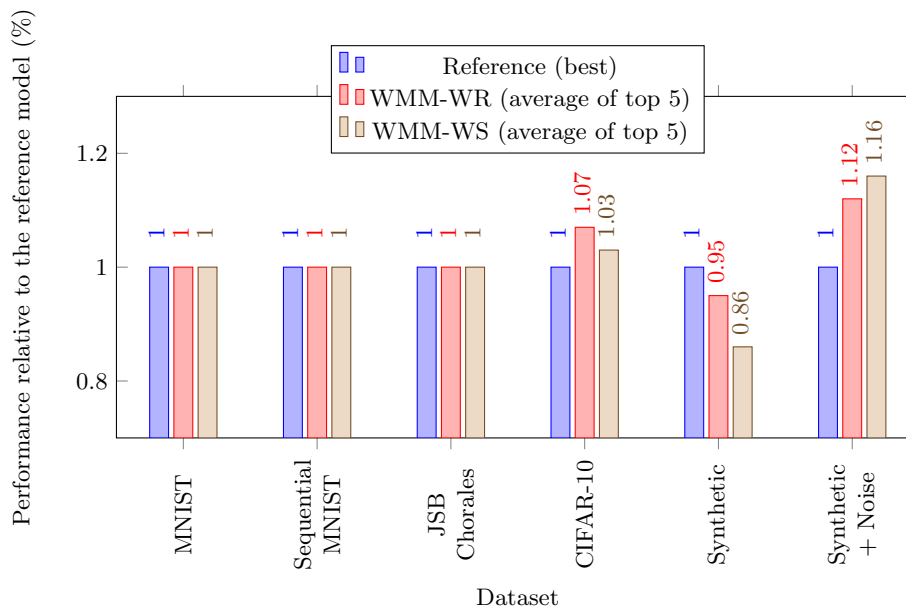 Performance relative to the reference model (%)
Reference (best)
WMM-WR (average of top 5)
WMM-WS (average of top 5)
1.2
1
0.8
1 1 1
1 1 1
1 1 1
1 1.07 1.03
1 0.95 0.86
1 1.12 1.16
MNIST
Sequential
MNIST
JSB
Chorales
CIFAR-10
Synthetic
Synthetic
+ Noise
Dataset